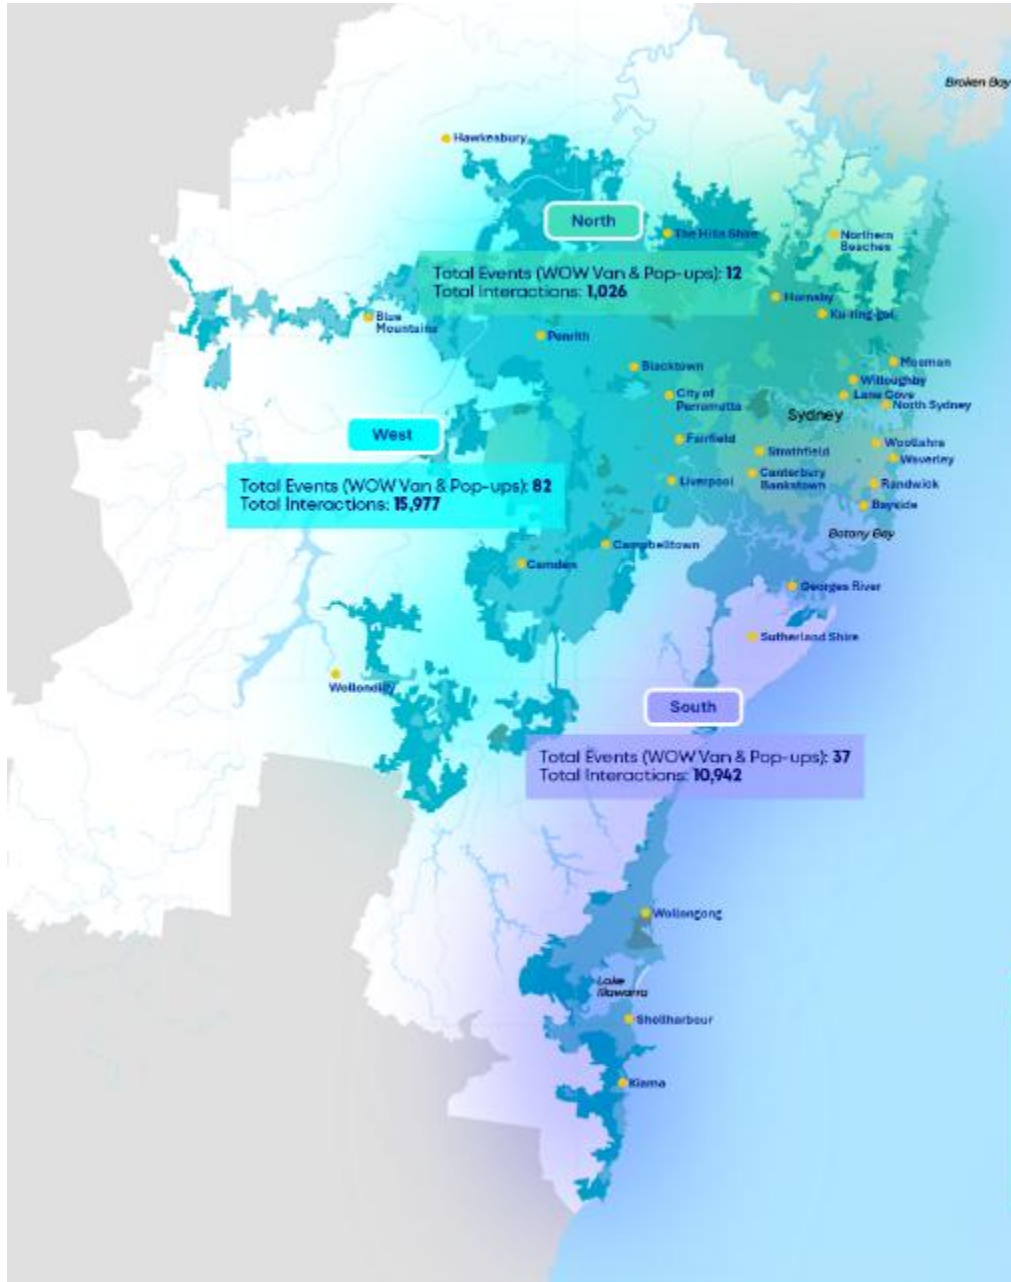 Broken Bay
Hawkesbury
North
The Hills Shire
Northern
Beaches
Total Events (WOW Van & Pop-ups): 12
Total Interactions: 1,026
Hornsby
Ku-ring-gai
Blue
Mountains
Penrith
Mosman
Blacktown
Willoughby
Lane Cove
City of
Parramatta
North Sydney
Sydney
West
Fairfield
Woollahra
Strathfield
Waverley
Canterbury
Bankstown
Liverpool
Randwick
Total Events (WOW Van & Pop-ups): 82
Total Interactions: 15,977
Bayside
Botany Bay
Campbelltown
Camden
Georges River
Sutherland Shire
Wollondilly
South
Total Events (WOW Van & Pop-ups): 37
Total Interactions: 10,942
Wollongong
Lake
Illawarra
Shellharbour
Kiama